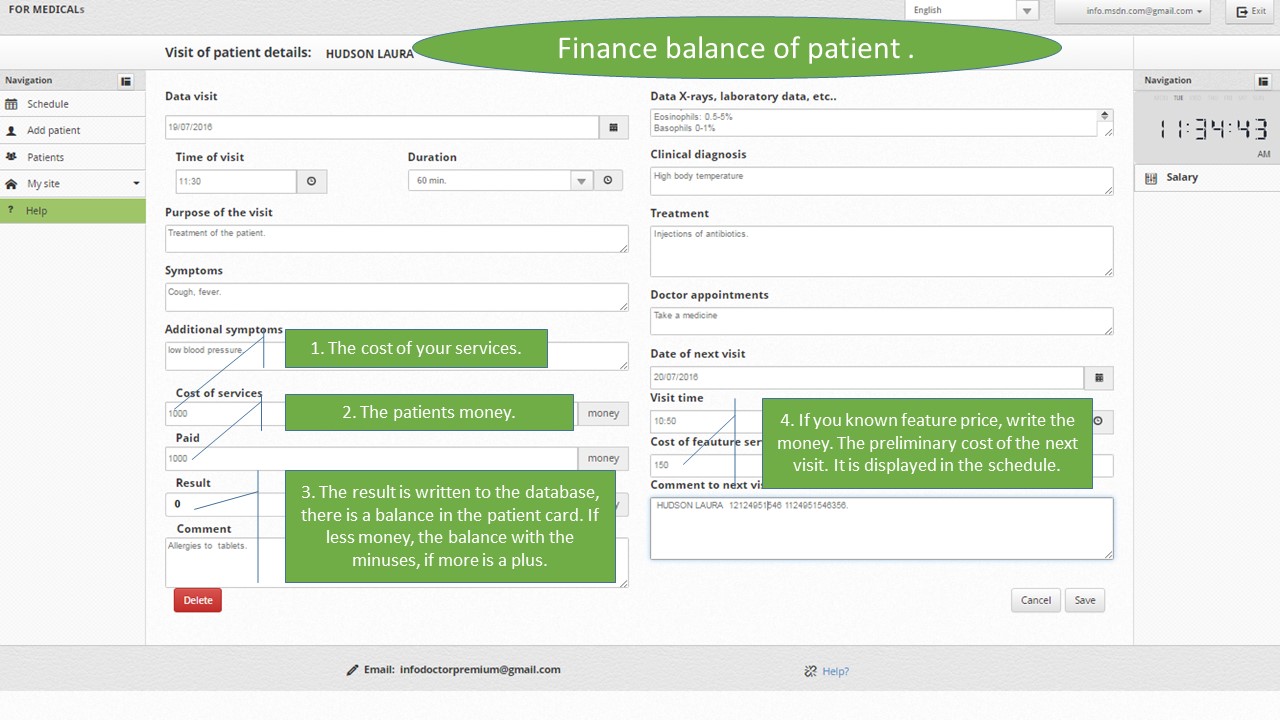 FOR MEDICALs
English
info.msdn.com@gmail.com
Exit
Visit of patient details: HUDSON LAURA
Finance balance of patient .
Navigation
Schedule
Add patient
Patients
My site
? Help
Data visit
19/07/2016
Time of visit
Duration
11:30
60 min.
Purpose of the visit
Treatment of the patient.
Symptoms
Cough, fever.
Additional symptoms
low blood pressure.
1. The cost of your services.
Cost of services
1000
money
2. The patients money.
Paid
1000
money
Result
0
3. The result is written to the database,
there is a balance in the patient card. If
less money, the balance with the
minuses, if more is a plus.
Comment
Allergies to tablets.
Delete
Data X-rays, laboratory data, etc..
Eosinophils: 0.5-5%
Basophils 0-1%
Clinical diagnosis
High body temperature
Treatment
Injections of antibiotics.
Doctor appointments
Take a medicine
Date of next visit
20/07/2016
Visit time
10:50
4. If you known feature price, write the
money. The preliminary cost of the next
visit. It is displayed in the schedule.
Cost of feauture ser
150
Comment to next vis
HUDSON LAURA 12124951546 1124951546356.
Cancel
Save
Navigation
TUE
11:34:43
AM
Salary
Email: infodoctorpremium@gmail.com
Help?